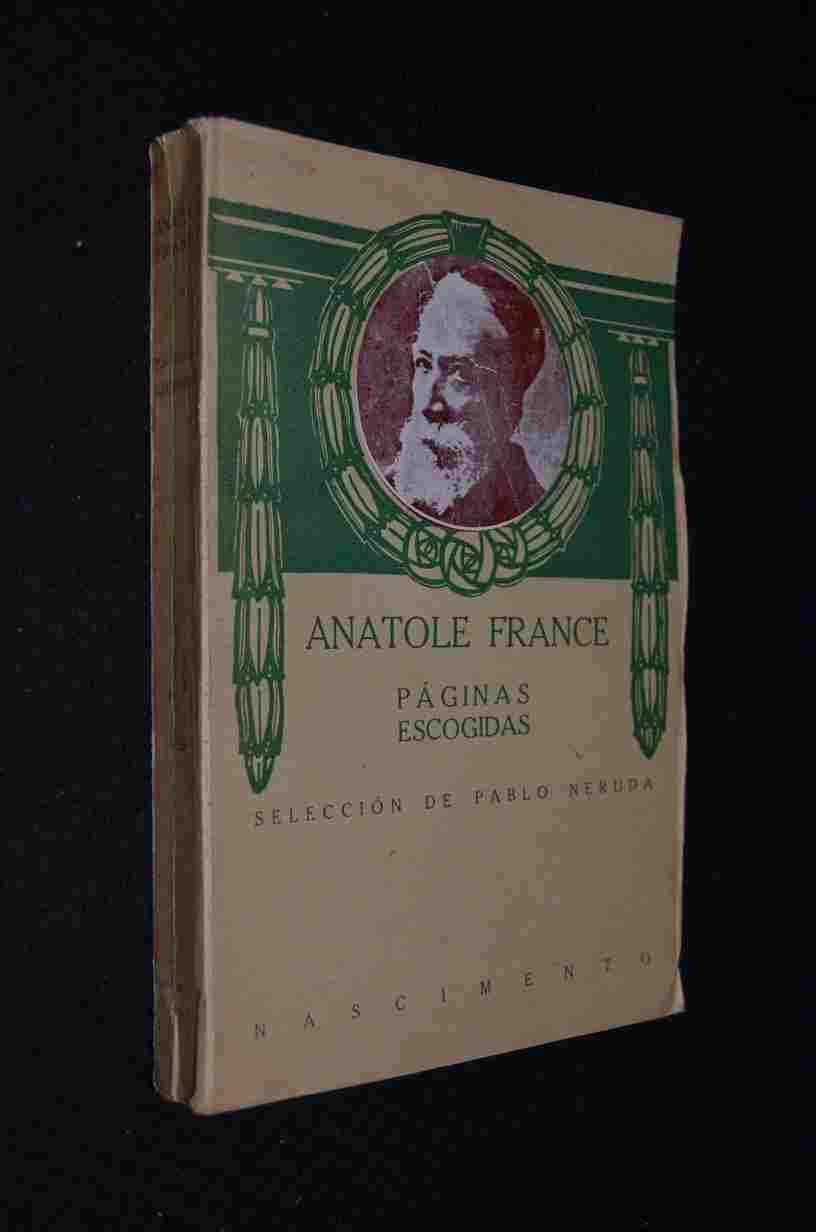 ANATOLE FRANCE
PÁGINAS
ESCOGIDAS
SELECCIÓN DE PABLO NERUDA
NASCIMENTO